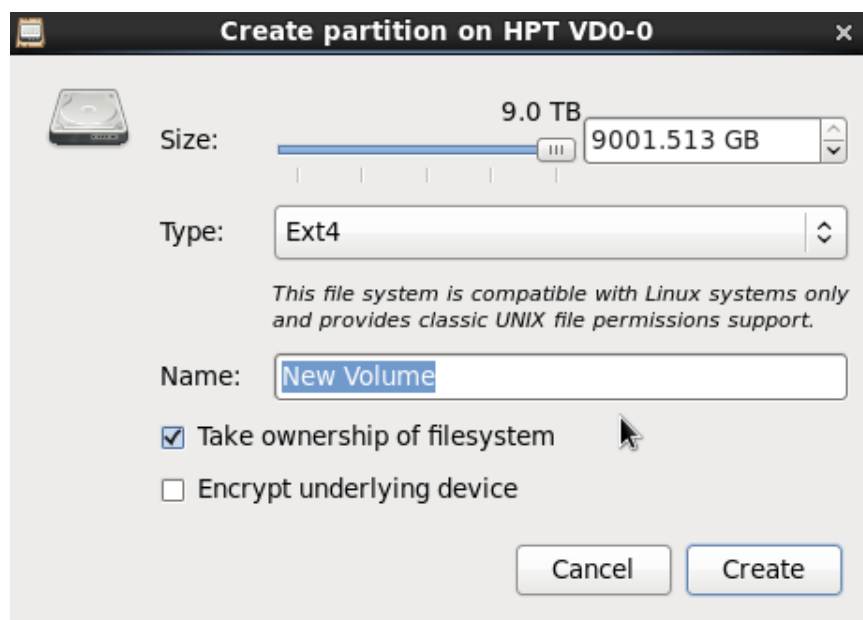 Create partition on HPT VD0-0
9.0 TB
Size: 9001.513 GB
Type: Ext4
This file system is compatible with Linux systems only
and provides classic UNIX file permissions support.
Name: New Volume
Take ownership of filesystem
Encrypt underlying device
Cancel Create